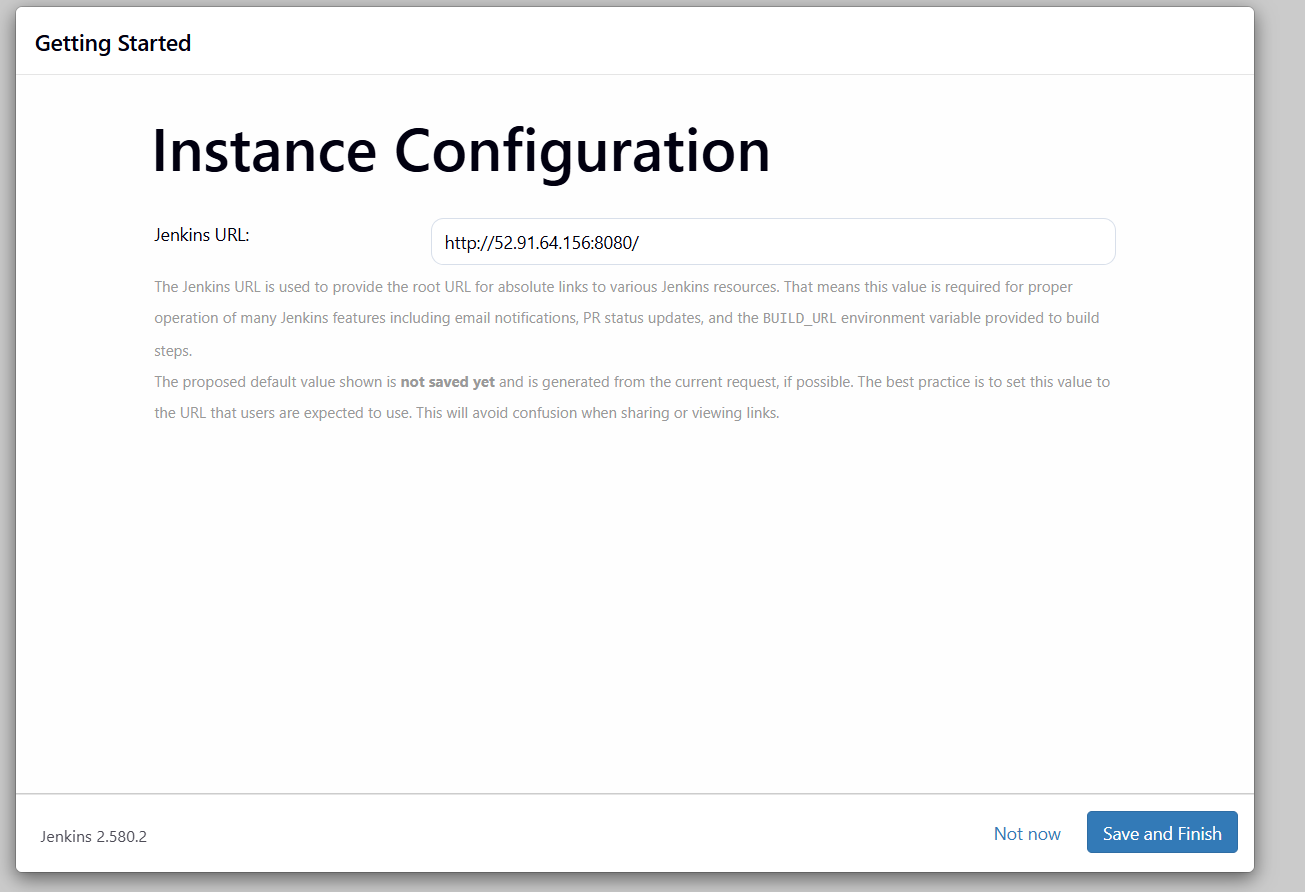 Getting Started
Instance Configuration
Jenkins URL:
http://52.91.64.156:8080/
The Jenkins URL is used to provide the root URL for absolute links to various Jenkins resources. That means this value is required for proper
operation of many Jenkins features including email notifications, PR status updates, and the BUILD_URL environment variable provided to build
steps.
The proposed default value shown is not saved yet and is generated from the current request, if possible. The best practice is to set this value to
the URL that users are expected to use. This will avoid confusion when sharing or viewing links.
Jenkins 2.580.2
Not now
Save and Finish